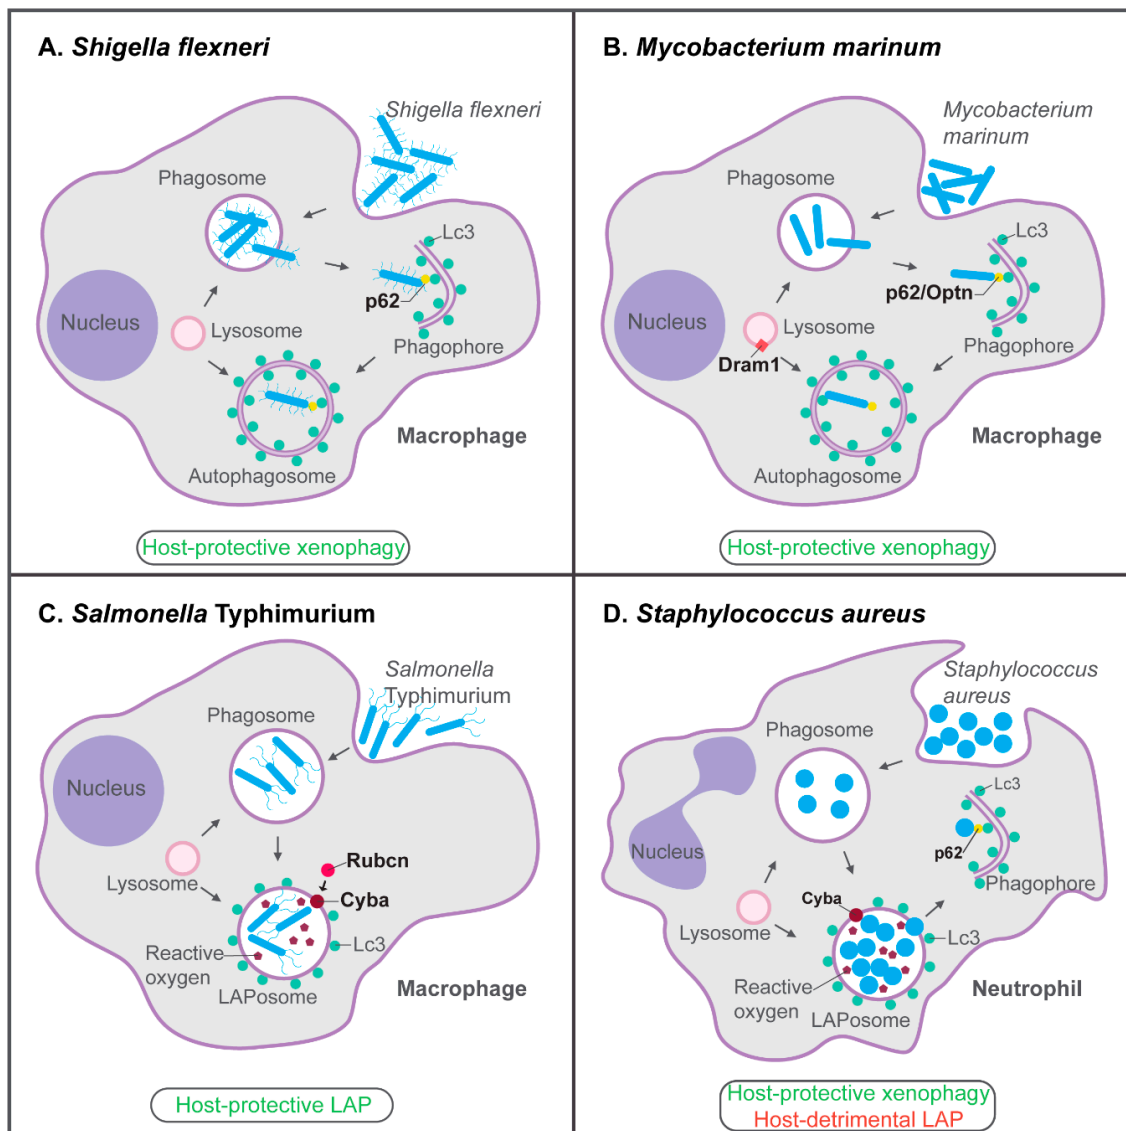 A. Shigella flexneri
Shigella flexneri
Phagosome
Lc3
p62
Nucleus
Lysosome
Phagophore
Macrophage
Autophagosome
Host-protective xenophagy
B. Mycobacterium marinum
Mycobacterium
marinum
Phagosome
Lc3
p62/Optn
Nucleus
Lysosome
Phagophore
Dram1
Macrophage
Autophagosome
Host-protective xenophagy
C. Salmonella Typhimurium
Salmonella
Typhimurium
Phagosome
Nucleus
Rubcn
Lysosome
Cyba
Lc3
Reactive
oxygen
LAPosome
Macrophage
Host-protective LAP
D. Staphylococcus aureus
Staphylococcus
aureus
Phagosome
Lc3
Nucleus
p62
Phagophore
Cyba
Lysosome
Lc3
Reactive
oxygen
Neutrophil
LAPosome
Host-protective xenophagy
Host-detrimental LAP